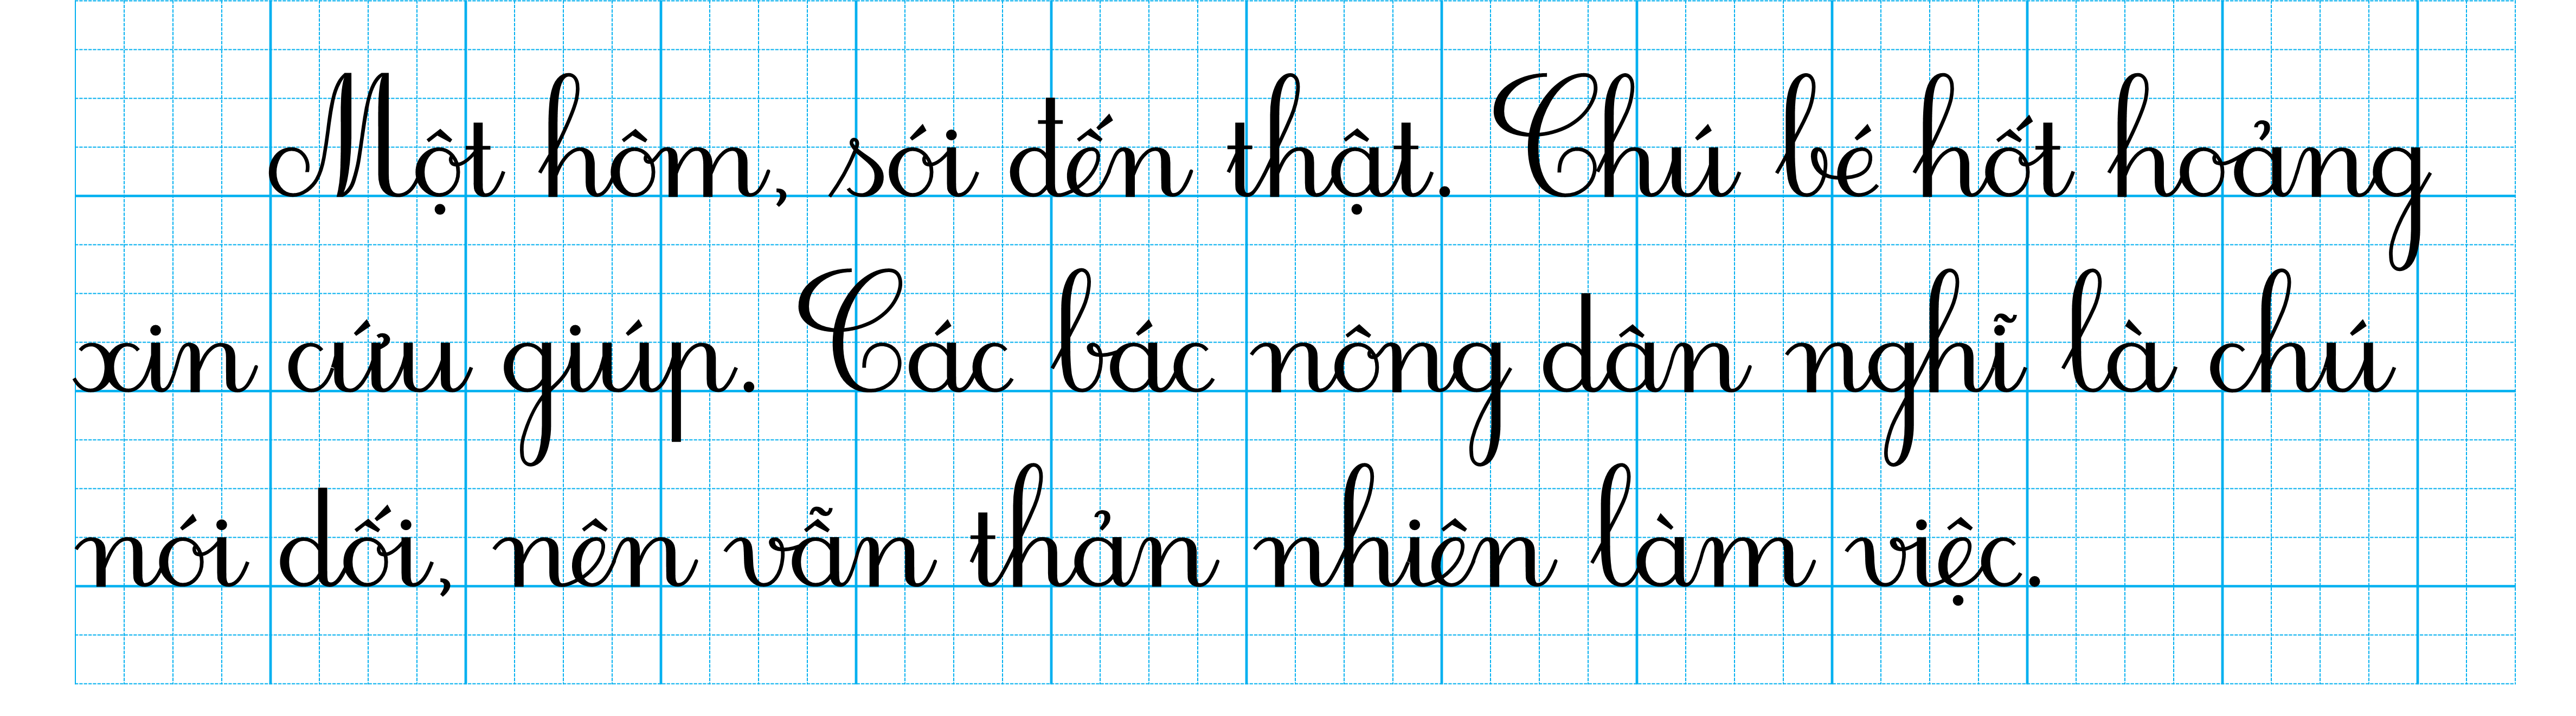 Một hôm, sói đến thật. Chú bé hốt hoảng
xin cứu giúp. Các bác nông dân nghĩ là chú
nói dối, nên vẫn thản nhiên làm việc.